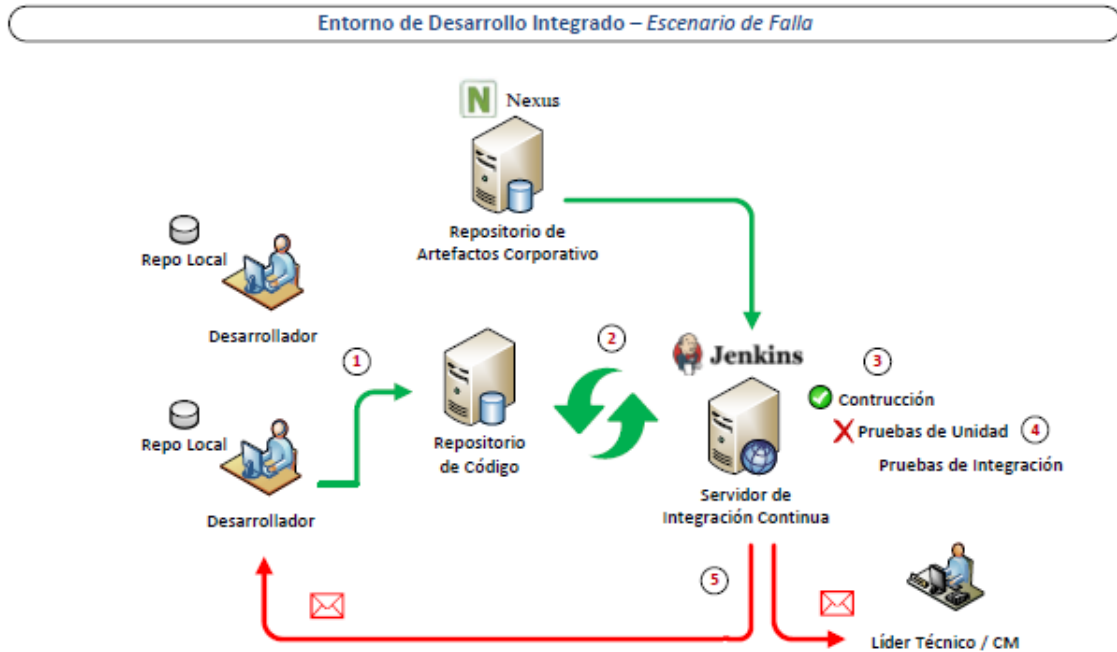 Entorno de Desarrollo Integrado – Escenario de Falla
N Nexus
Repositorio de
Artefactos Corporativo
Repo Local
Desarrollador
1
2
Jenkins
3
Contrucción
Pruebas de Unidad 4
Pruebas de Integración
Repo Local
Desarrollador
Repositorio
de Código
Servidor de
Integración Continua
5
Líder Técnico / CM